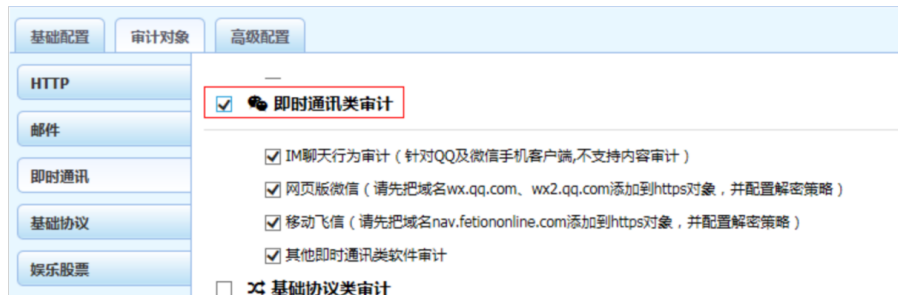 基础配置 审计对象 高级配置
HTTP
邮件
即时通讯
基础协议
娱乐股票
即时通讯类审计
IM聊天行为审计（针对QQ及微信手机客户端,不支持内容审计）
网页版微信（请先把域名wx.qq.com、wx2.qq.com添加到https对象，并配置解密策略）
移动飞信（请先把域名nav.fetiononline.com添加到https对象，并配置解密策略）
其他即时通讯类软件审计
基础协议类审计